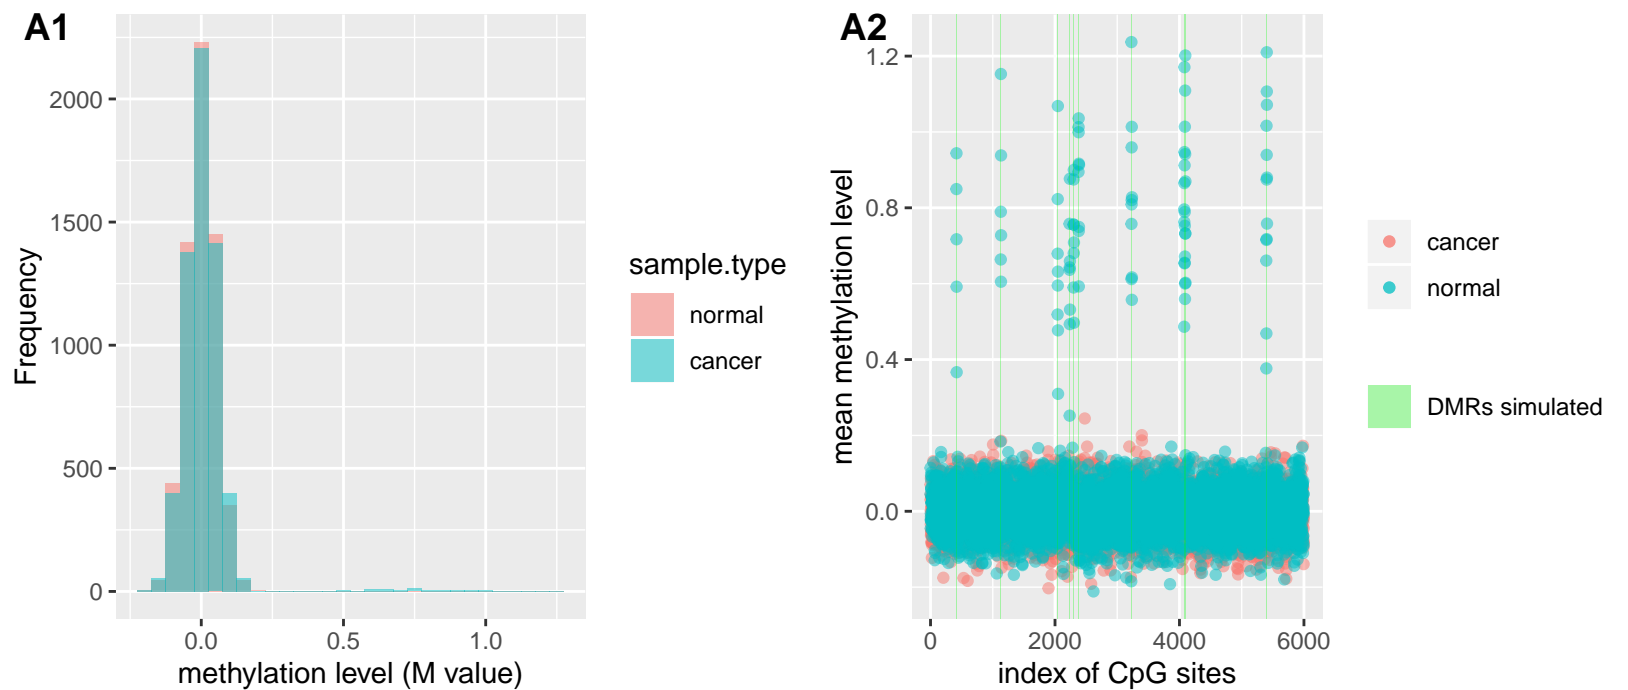 A1
2000
1500
1000
500
0
Frequency
0.0 0.5 1.0
methylation level (M value)
sample.type
normal
cancer
A2
1.2
0.8
0.4
0.0
mean methylation level
0 2000 4000 6000
index of CpG sites
cancer
normal
DMRs simulated